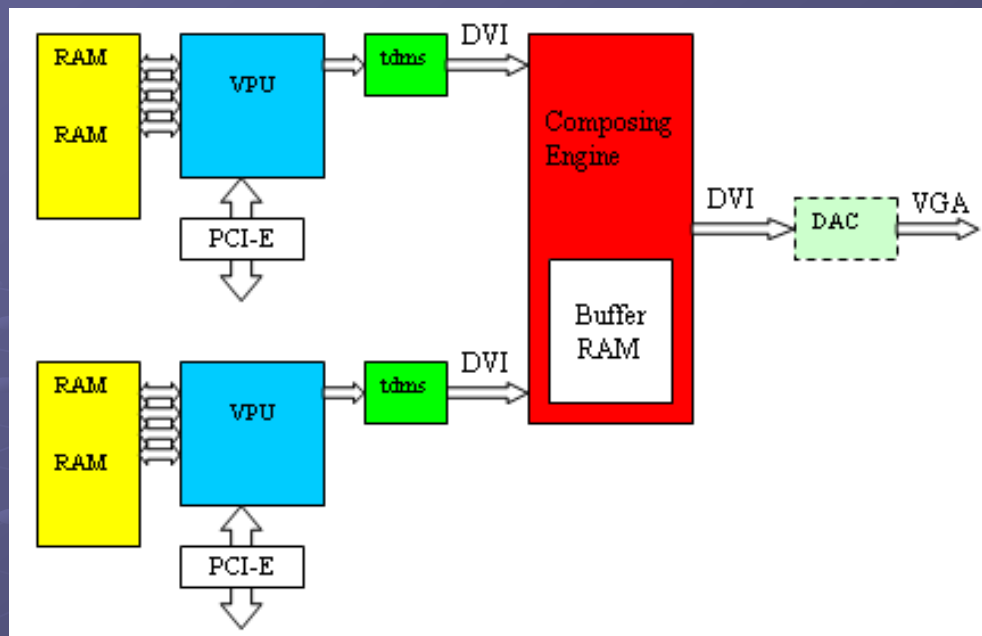 RAM
RAM
VPU
tdms
DVI
PCI-E
Composing
Engine
Buffer
RAM
DVI
DAC
VGA
RAM
RAM
VPU
tdms
DVI
PCI-E